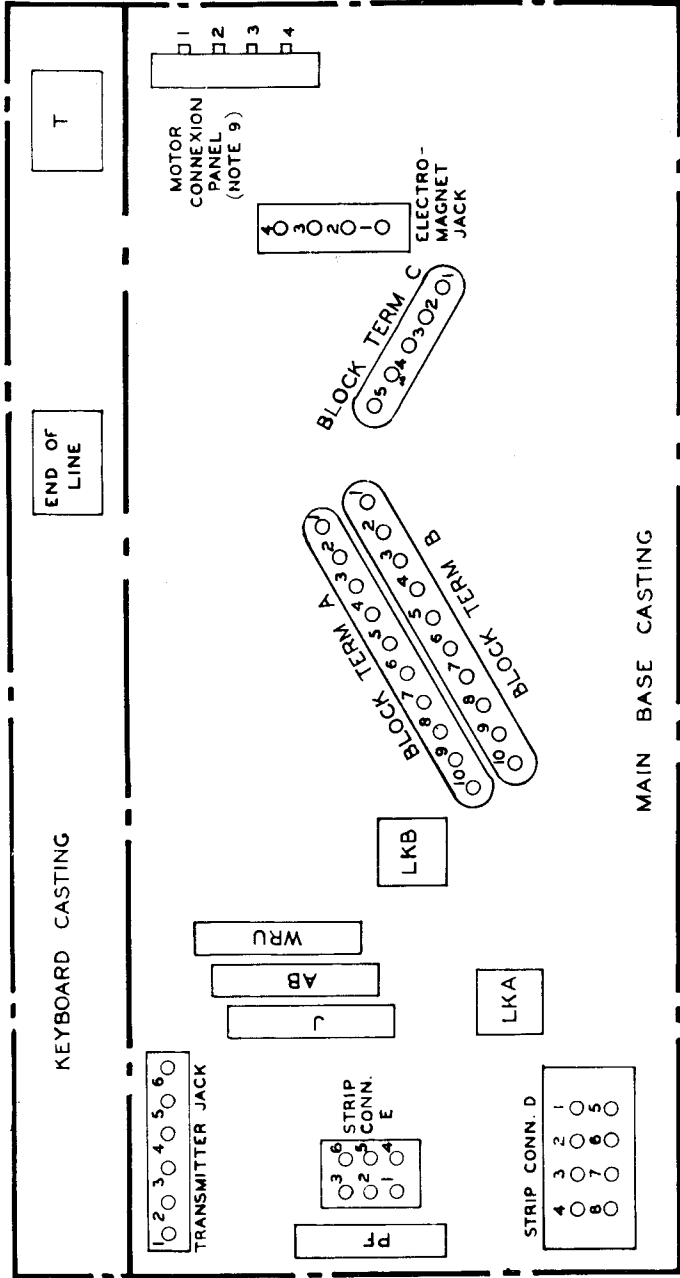 KEYBOARD CASTING
END OF
LINE
T
1 2 3 4 5 6
TRANSMITTER JACK
WRU
AB
J
PF
STRIP
CONN.
E
3 6
2 5
1 4
STRIP CONN. D
4 3 2 1
8 7 6 5
LKA
LKB
BLOCK TERM A
10 9 8 7 6 5 4 3 2 1
BLOCK TERM B
10 9 8 7 6 5 4 3 2 1
BLOCK TERM C
5 4 3 2 1
4 3 2 1
ELECTRO-
MAGNET
JACK
MOTOR
CONNEXION
PANEL
(NOTE 9)
1
2
3
4
MAIN BASE CASTING